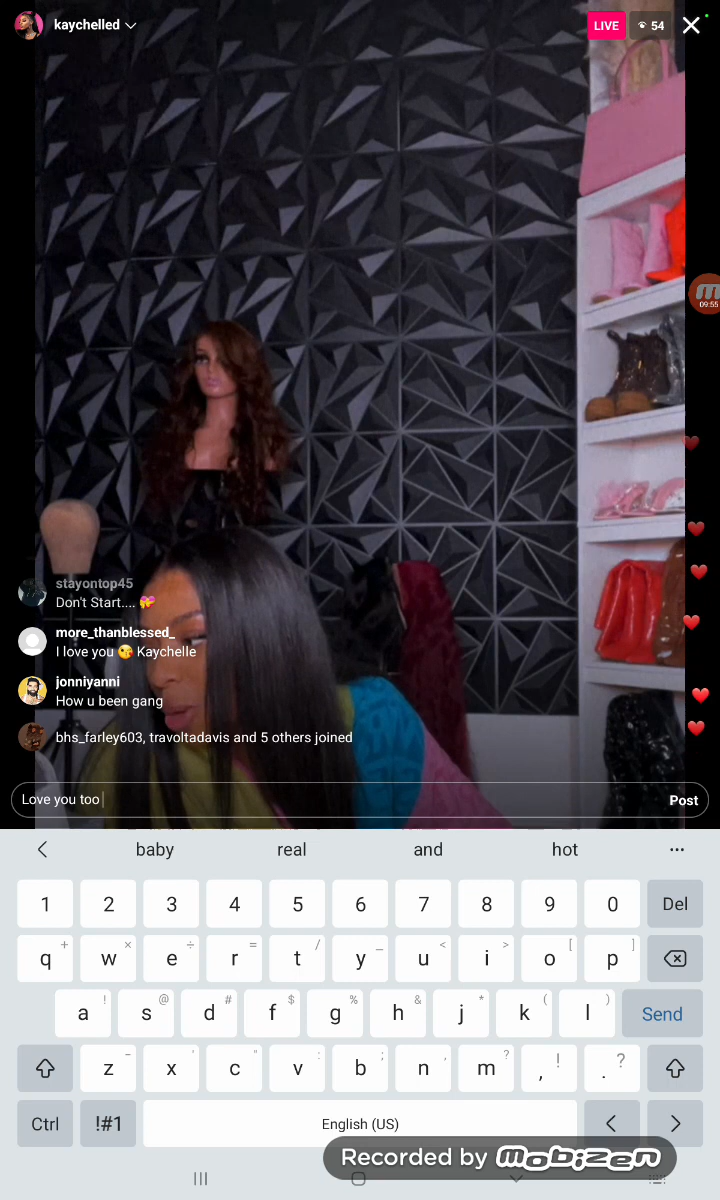 kaychelled
LIVE
54
09:55
stayontop45
Don't Start.... 💝
more_thanblessed_
I love you 😘 Kaychelle
jonniyanni
How u been gang
bhs_farley603, travoltadavis and 5 others joined
Love you too
Post
baby real and hot ...
1 2 3 4 5 6 7 8 9 0 Del
+ × ÷ = / _ < > [ ]
q w e r t y u i o p
! @ # $ % & * ( )
a s d f g h j k l Send
- ' " : ; , ? ! ?
z x c v b n m , .
Ctrl !#1 English (US) < >
Recorded by mobizen